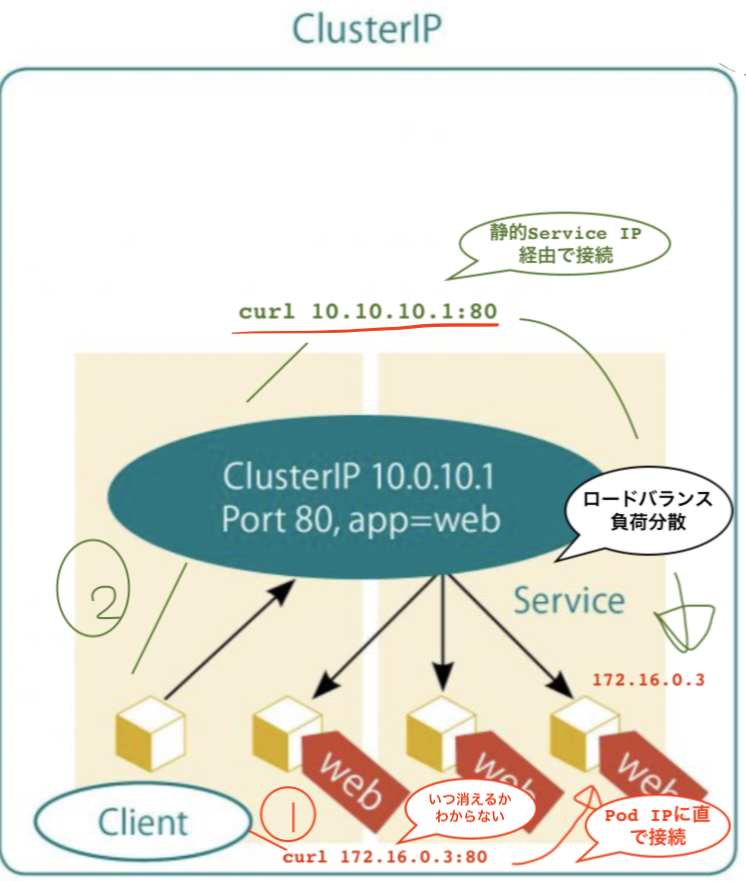 ClusterIP
静的Service IP
経由で接続
curl 10.10.10.1:80
ClusterIP 10.0.10.1
Port 80, app=web
ロードバランス
負荷分散
2
Service
172.16.0.3
web
web
web
いつ消えるか
わからない
Pod IPに直
で接続
Client
1
curl 172.16.0.3:80